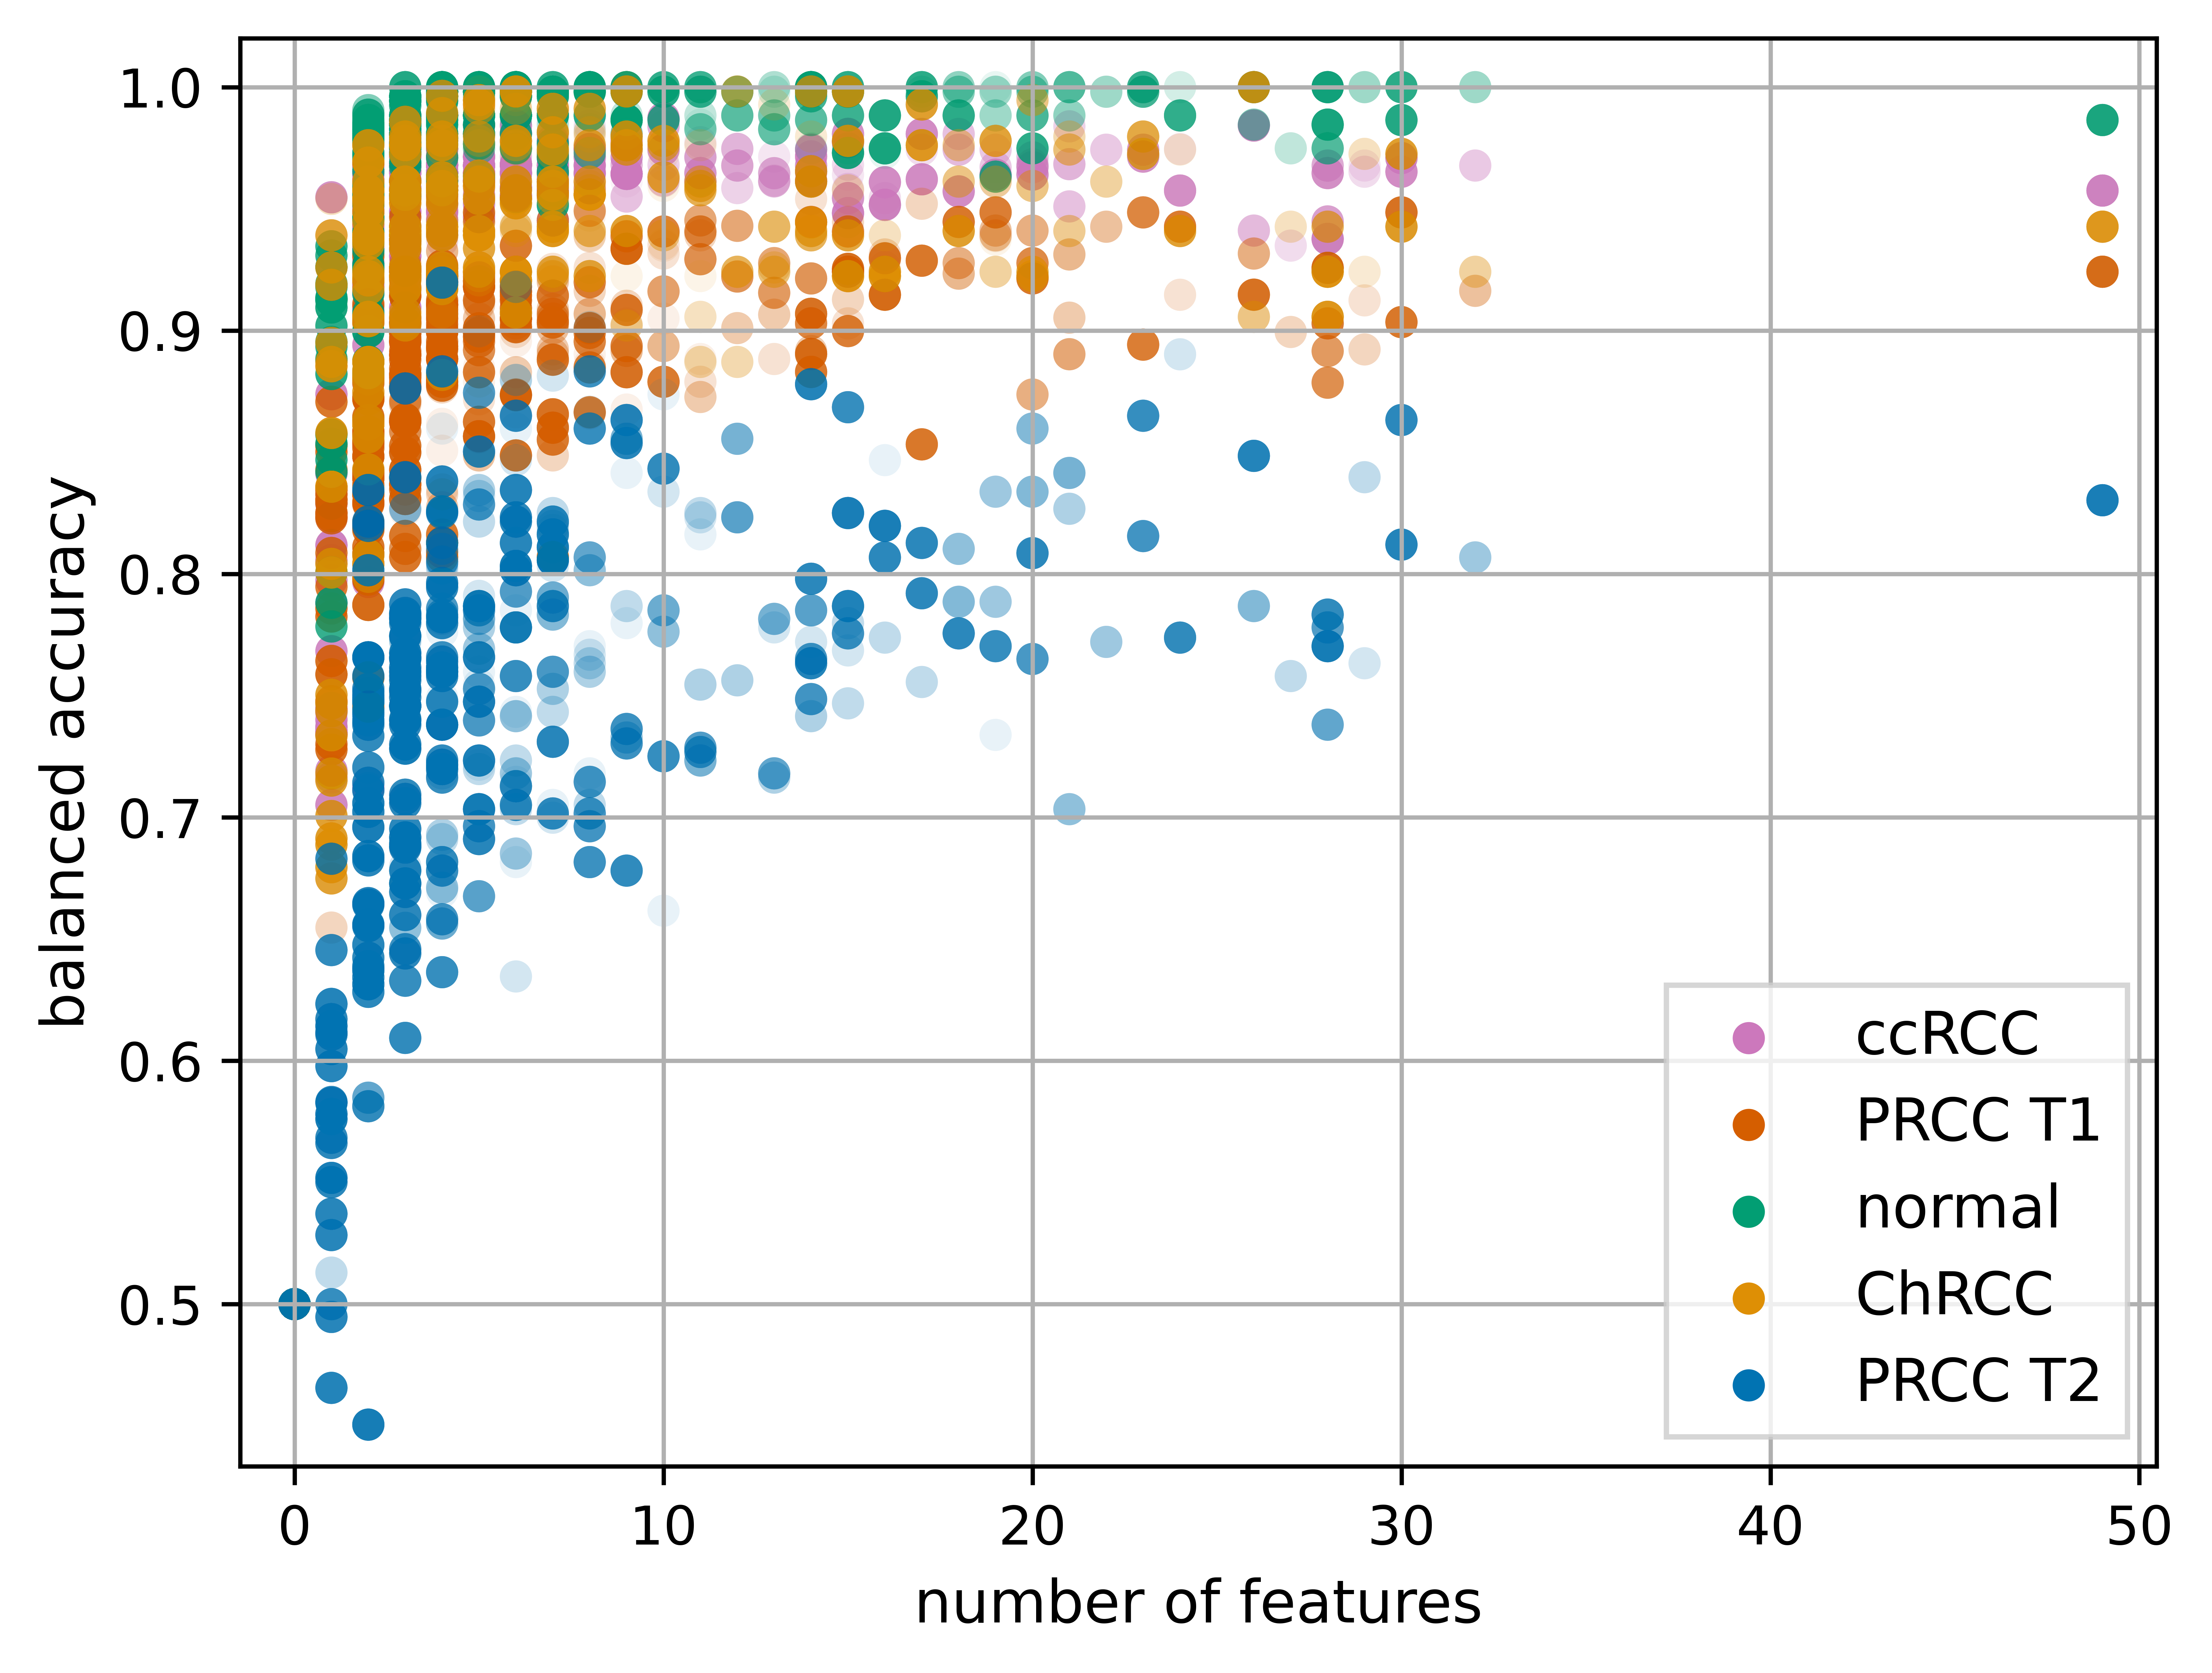 1.0
0.9
0.8
0.7
0.6
0.5
balanced accuracy
ccRCC
PRCC T1
normal
ChRCC
PRCC T2
0 10 20 30 40 50
number of features